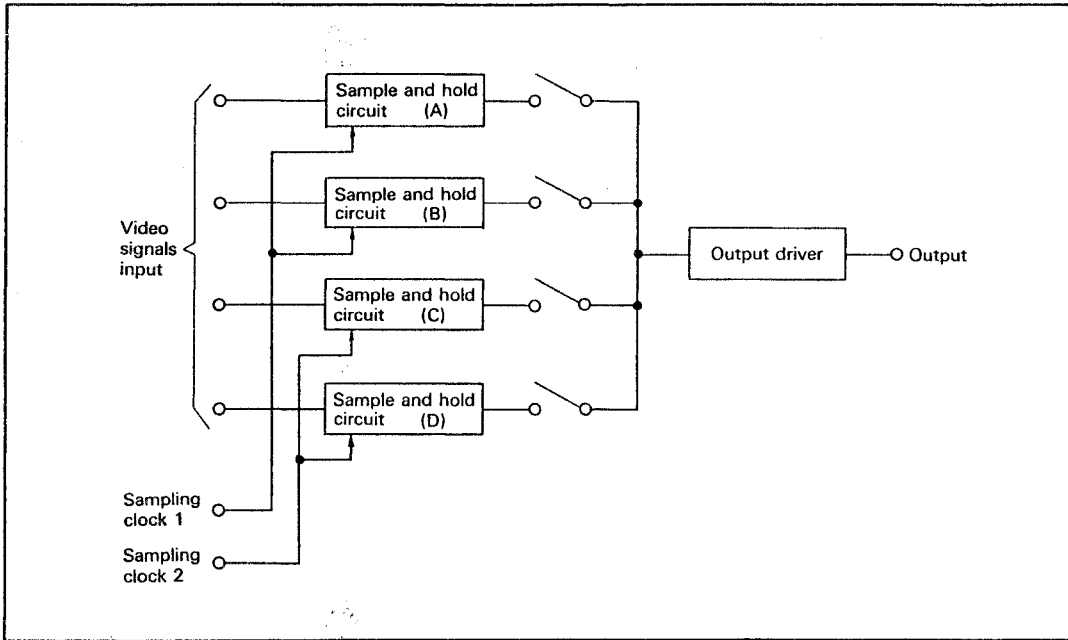 Sample and hold
circuit (A)
Sample and hold
circuit (B)
Video
signals
input
Output driver
Output
Sample and hold
circuit (C)
Sample and hold
circuit (D)
Sampling
clock 1
Sampling
clock 2